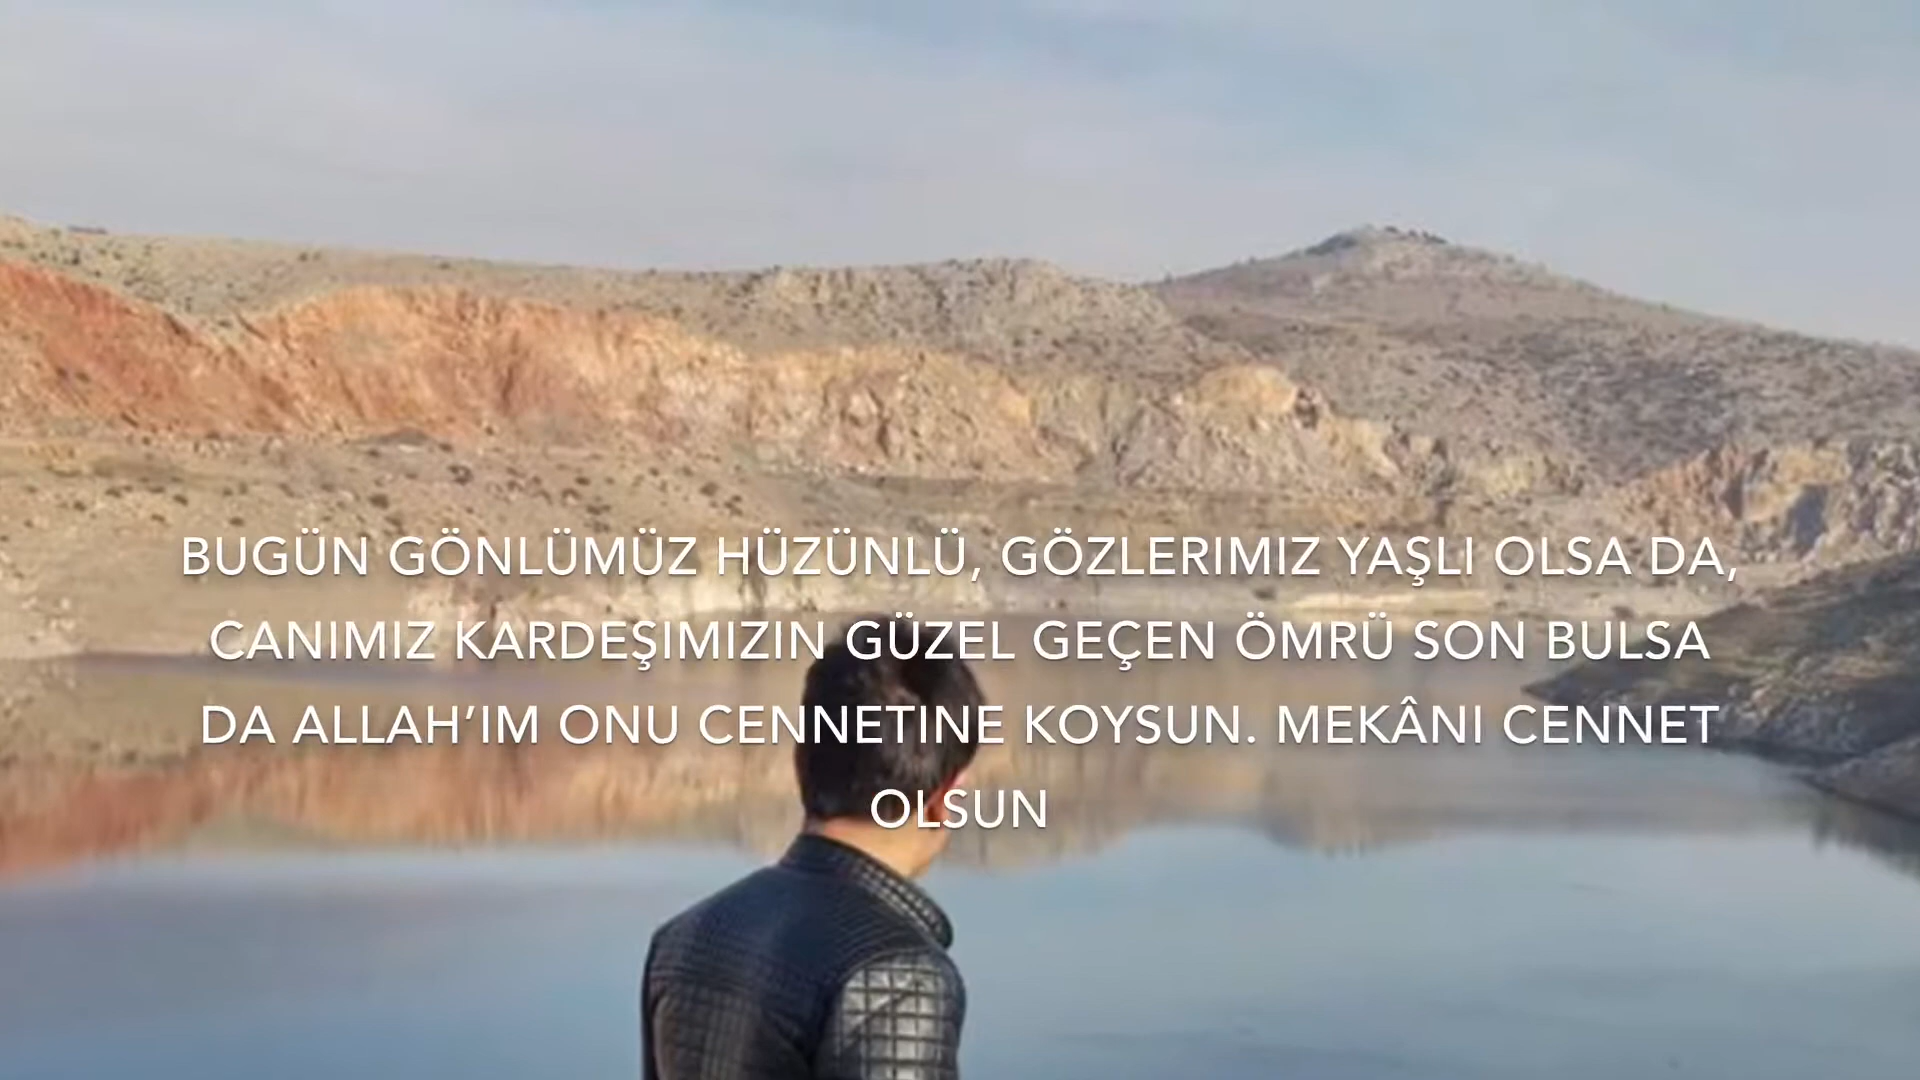 BUGÜN GÖNLÜMÜZ HÜZÜNLÜ, GÖZLERIMIZ YAŞLI OLSA DA,
CANIMIZ KARDEŞIMIZIN GÜZEL GEÇEN ÖMRÜ SON BULSA
DA ALLAH’IM ONU CENNETINE KOYSUN. MEKÂNI CENNET
OLSUN